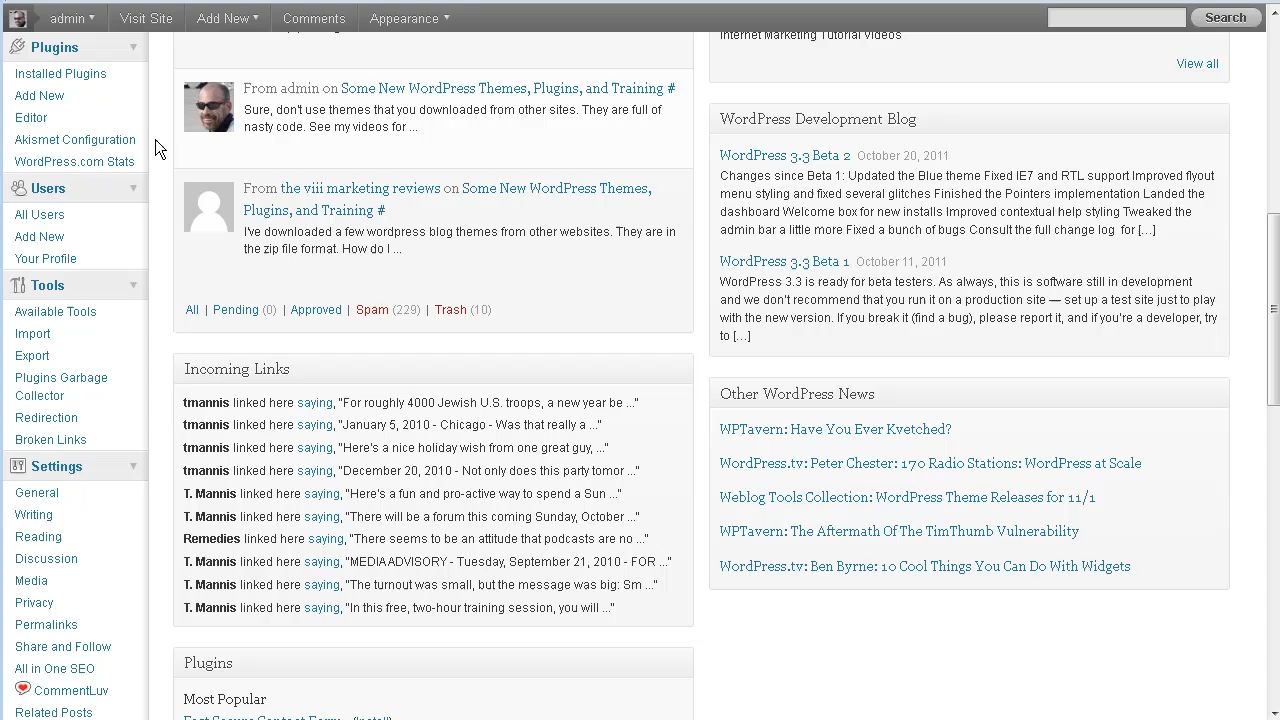 admin
Visit Site
Add New
Comments
Appearance
Search
Plugins
Installed Plugins
Add New
Editor
Akismet Configuration
WordPress.com Stats
Users
All Users
Add New
Your Profile
Tools
Available Tools
Import
Export
Plugins Garbage
Collector
Redirection
Broken Links
Settings
General
Writing
Reading
Discussion
Media
Privacy
Permalinks
Share and Follow
All in One SEO
CommentLuv
Related Posts
From admin on Some New WordPress Themes, Plugins, and Training #
Sure, don't use themes that you downloaded from other sites. They are full of
nasty code. See my videos for ...
From the viii marketing reviews on Some New WordPress Themes,
Plugins, and Training #
I've downloaded a few wordpress blog themes from other websites. They are in
the zip file format. How do I ...
All | Pending (0) | Approved | Spam (229) | Trash (10)
Incoming Links
tmannis linked here saying, "For roughly 4000 Jewish U.S. troops, a new year be ..."
tmannis linked here saying, "January 5, 2010 - Chicago - Was that really a ..."
tmannis linked here saying, "Here's a nice holiday wish from one great guy, ..."
tmannis linked here saying, "December 20, 2010 - Not only does this party tomor ..."
T. Mannis linked here saying, "Here's a fun and pro-active way to spend a Sun ..."
T. Mannis linked here saying, "There will be a forum this coming Sunday, October ..."
Remedies linked here saying, "There seems to be an attitude that podcasts are no ..."
T. Mannis linked here saying, "MEDIA ADVISORY - Tuesday, September 21, 2010 - FOR ..."
T. Mannis linked here saying, "The turnout was small, but the message was big: Sm ..."
T. Mannis linked here saying, "In this free, two-hour training session, you will ..."
Plugins
Most Popular
Fast Secure Contact Form (Install)
Internet Marketing Tutorial Videos
View all
WordPress Development Blog
WordPress 3.3 Beta 2 October 20, 2011
Changes since Beta 1: Updated the Blue theme Fixed IE7 and RTL support Improved flyout
menu styling and fixed several glitches Finished the Pointers implementation Landed the
dashboard Welcome box for new installs Improved contextual help styling Tweaked the
admin bar a little more Fixed a bunch of bugs Consult the full change log for [...]
WordPress 3.3 Beta 1 October 11, 2011
WordPress 3.3 is ready for beta testers. As always, this is software still in development
and we don't recommend that you run it on a production site — set up a test site just to play
with the new version. If you break it (find a bug), please report it, and if you're a developer, try
to [...]
Other WordPress News
WPTavern: Have You Ever Kvetched?
WordPress.tv: Peter Chester: 170 Radio Stations: WordPress at Scale
Weblog Tools Collection: WordPress Theme Releases for 11/1
WPTavern: The Aftermath Of The TimThumb Vulnerability
WordPress.tv: Ben Byrne: 10 Cool Things You Can Do With Widgets